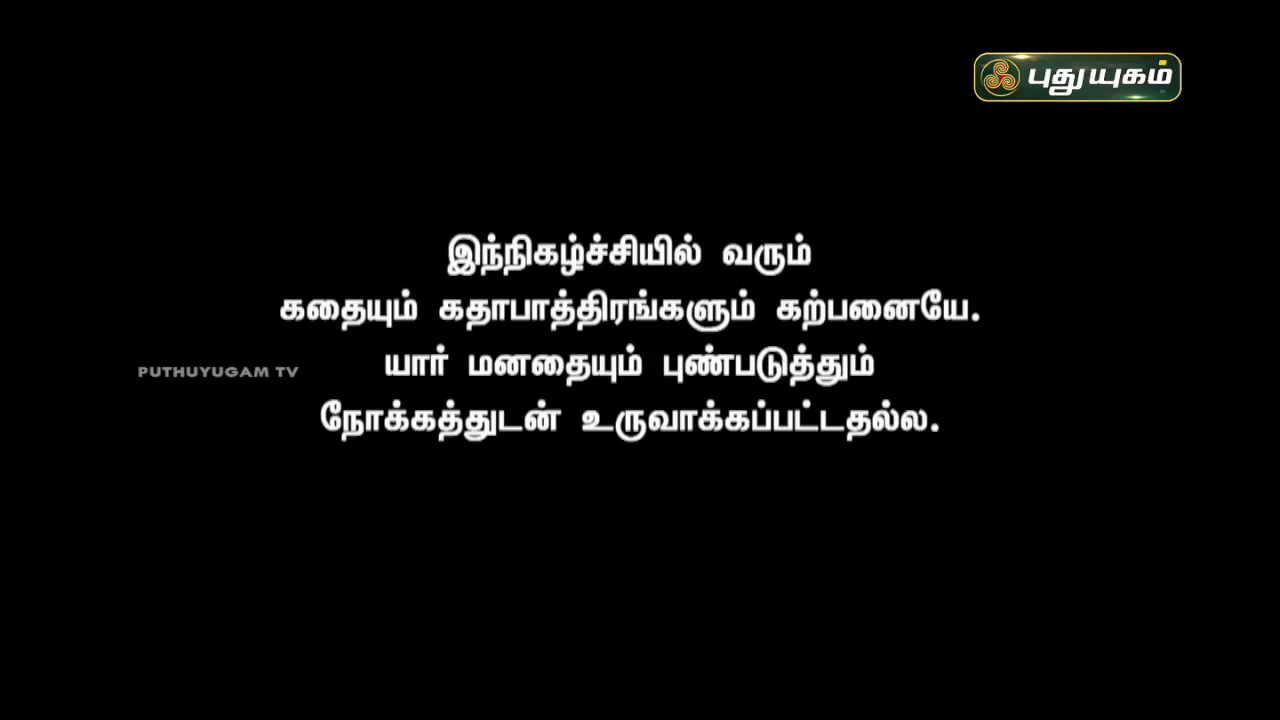 புதுயுகம்
இந்நிகழ்ச்சியில் வரும்
கதையும் கதாபாத்திரங்களும் கற்பனையே.
யார் மனதையும் புண்படுத்தும்
PUTHUYUGAM TV
நோக்கத்துடன் உருவாக்கப்பட்டதல்ல.